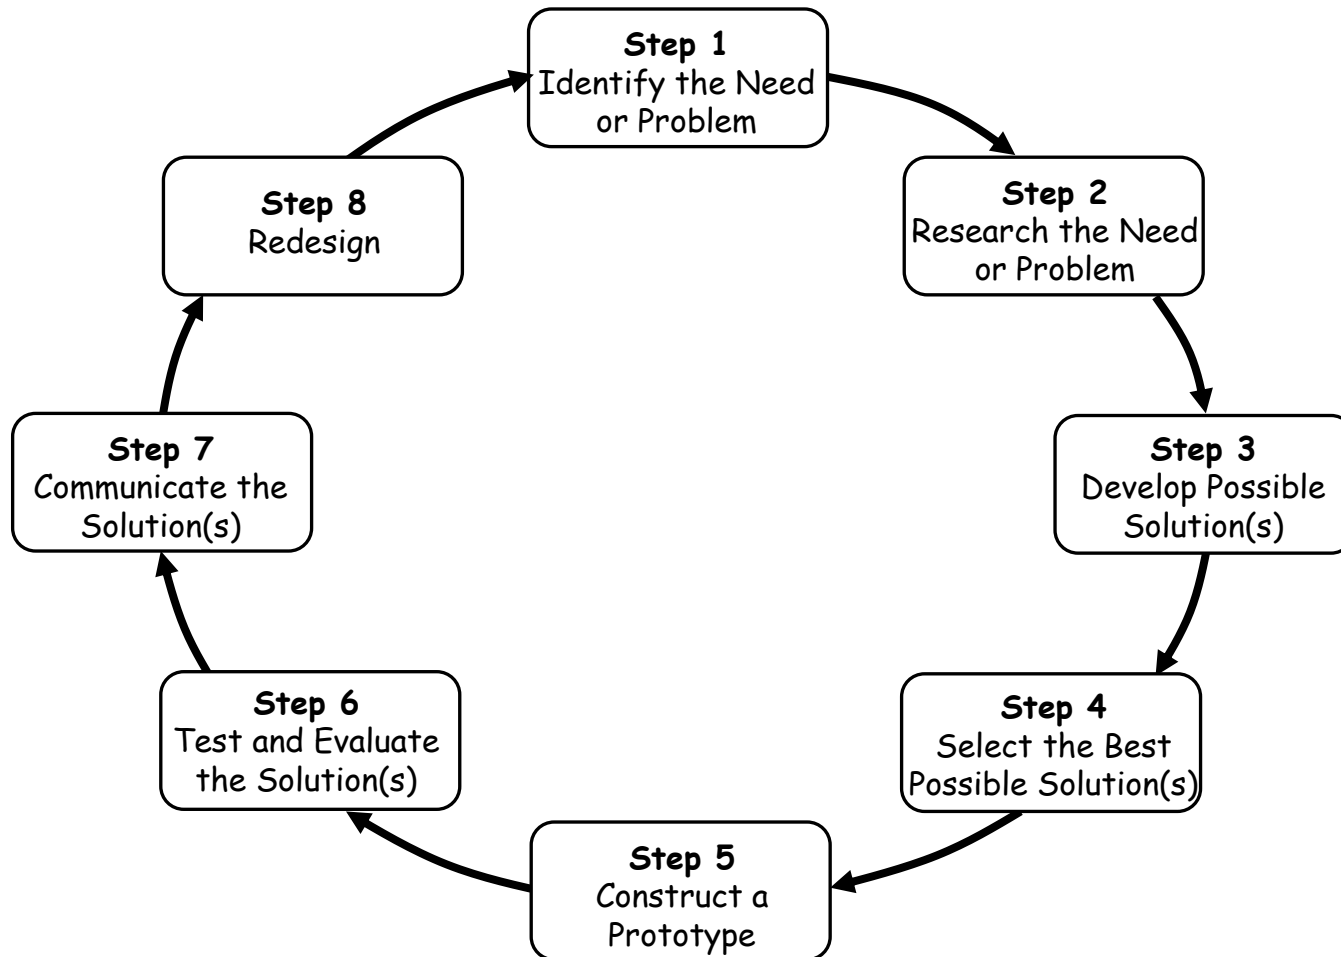 Step 1
Identify the Need
or Problem
Step 2
Research the Need
or Problem
Step 3
Develop Possible
Solution(s)
Step 4
Select the Best
Possible Solution(s)
Step 5
Construct a
Prototype
Step 6
Test and Evaluate
the Solution(s)
Step 7
Communicate the
Solution(s)
Step 8
Redesign